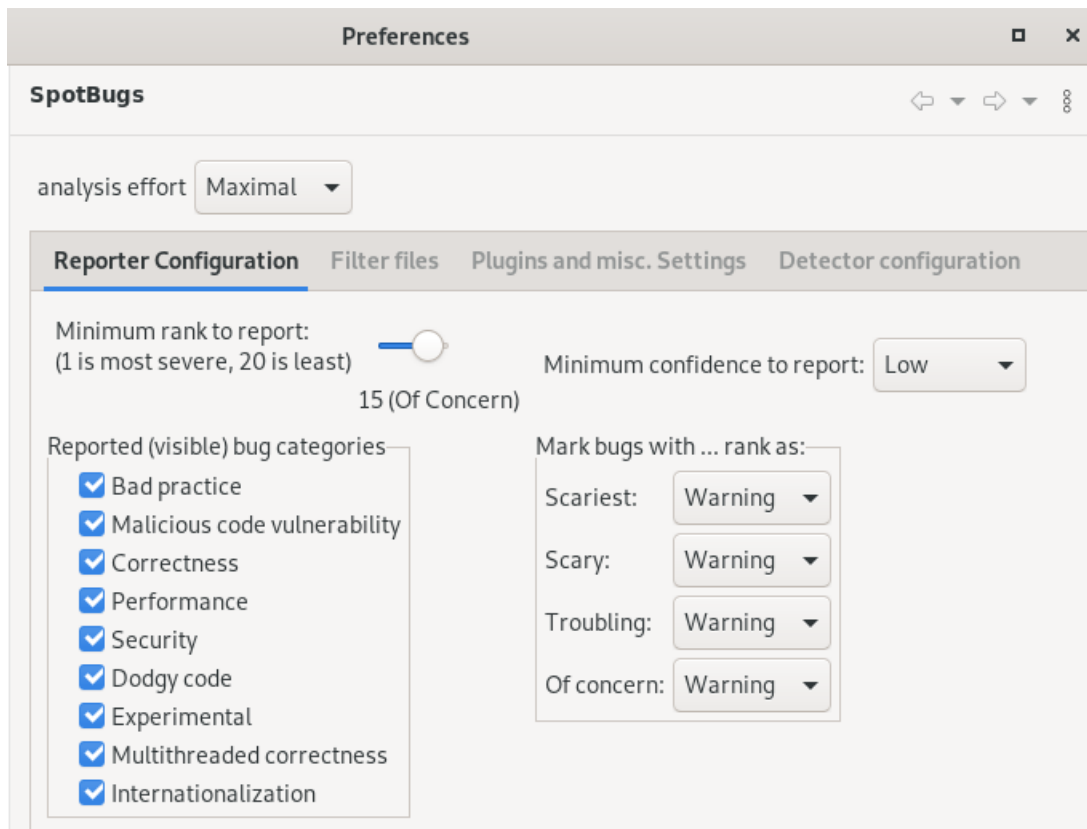 Preferences
SpotBugs
analysis effort Maximal
Reporter Configuration Filter files Plugins and misc. Settings Detector configuration
Minimum rank to report:
(1 is most severe, 20 is least)
15 (Of Concern)
Minimum confidence to report: Low
Reported (visible) bug categories
Bad practice
Malicious code vulnerability
Correctness
Performance
Security
Dodgy code
Experimental
Multithreaded correctness
Internationalization
Mark bugs with ... rank as:
Scariest: Warning
Scary: Warning
Troubling: Warning
Of concern: Warning